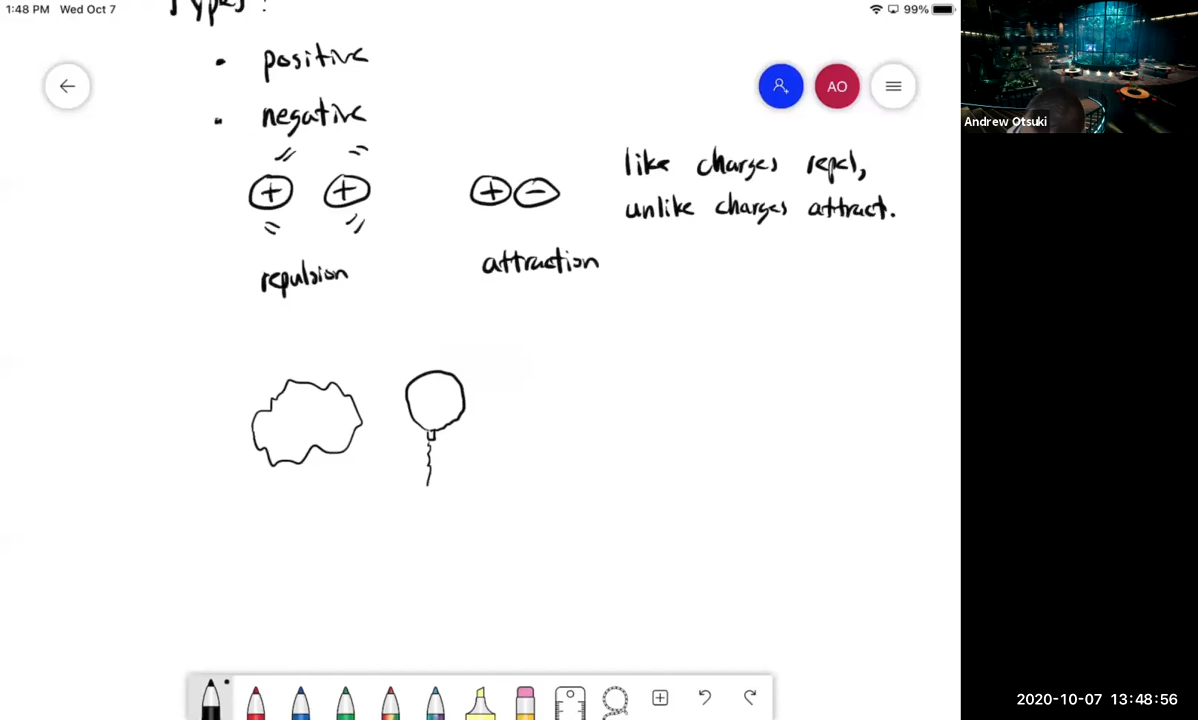 1:48 PM Wed Oct 7
99%
Types:
• positive
• negative
AO
Andrew Otsuki
like charges repel,
unlike charges attract.
+ + + −
repulsion
attraction
2020-10-07 13:48:56